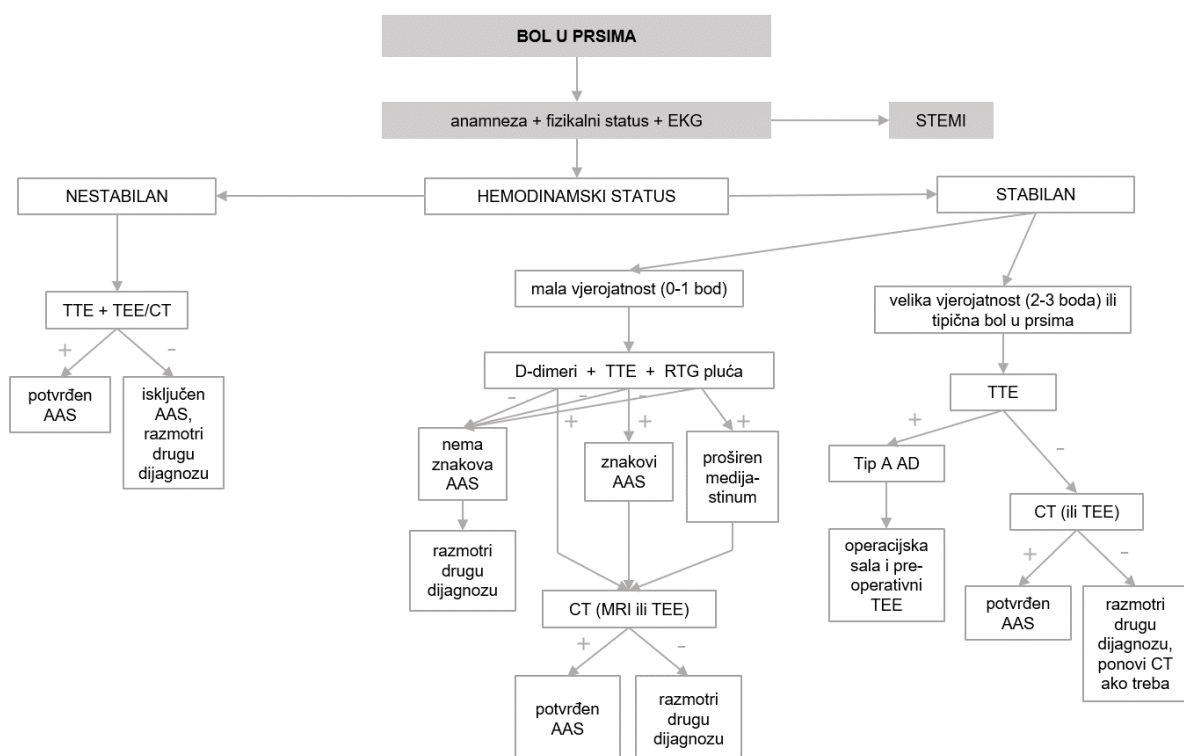 BOL U PRSIMA
anamneza + fizikalni status + EKG
STEMI
NESTABILAN
HEMODINAMSKI STATUS
STABILAN
mala vjerojatnost (0-1 bod)
velika vjerojatnost (2-3 boda) ili
tipična bol u prsima
TTE + TEE/CT
+
-
potvrđen
AAS
isključen
AAS,
razmotri
drugu
dijagnozu
D-dimeri + TTE + RTG pluća
-
-
-
+
+
+
nema
znakova
AAS
znakovi
AAS
proširen
medija-
stinum
razmotri
drugu
dijagnozu
CT (MRI ili TEE)
+
-
potvrđen
AAS
razmotri
drugu
dijagnozu
TTE
+
-
Tip A AD
operacijska
sala i pre-
operativni
TEE
CT (ili TEE)
+
-
potvrđen
AAS
razmotri
drugu
dijagnozu,
ponovi CT
ako treba